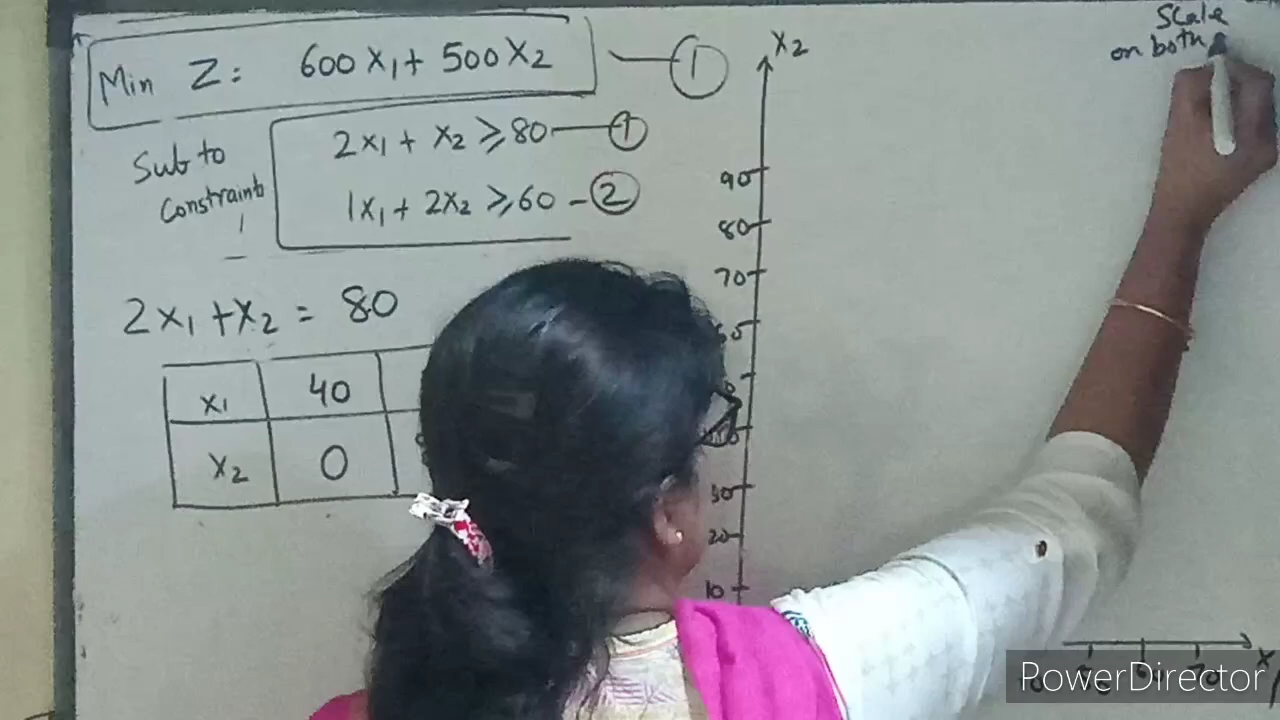 Min Z: 600 X₁ + 500 X₂ — ①
Sub to
Constraints
2x₁ + x₂ ≥ 80 — ①
1x₁ + 2x₂ ≥ 60 – ②
2x₁ + x₂ = 80
x₁ 40
x₂ 0
Scale
on both
X₂
90
80
70
30
20
10
X
PowerDirector